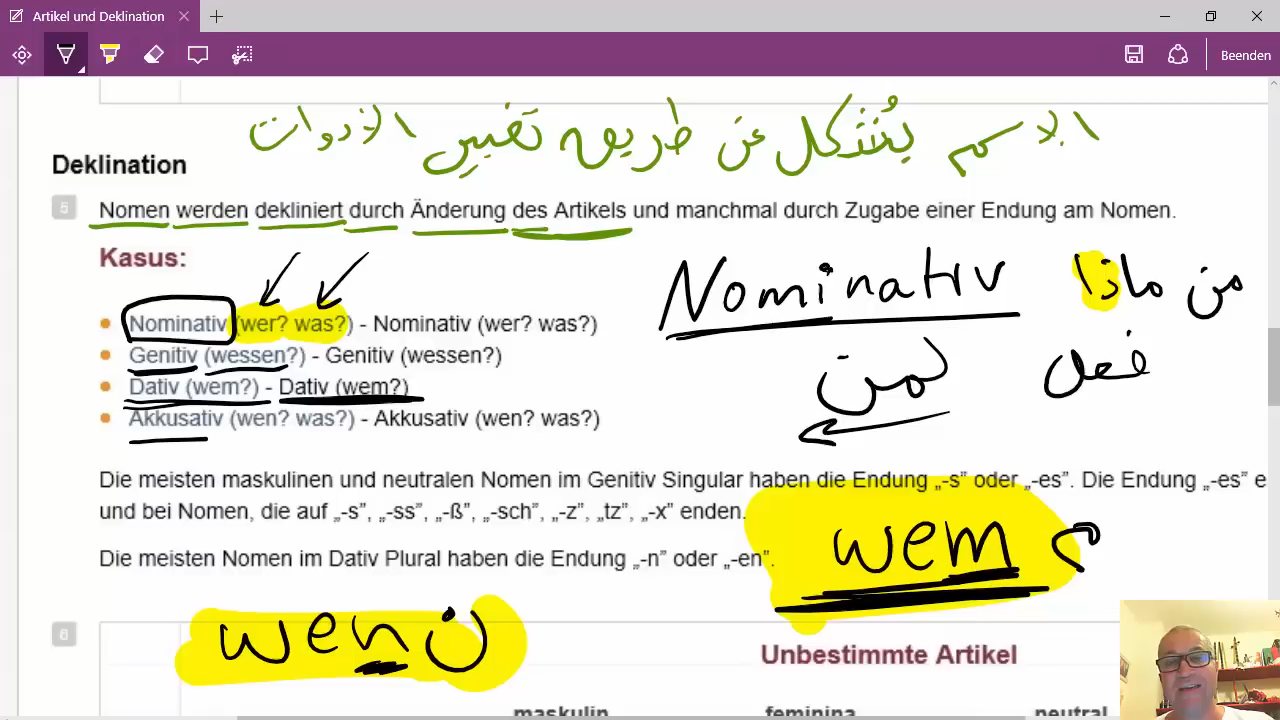 Artikel und Deklination
Beenden
الاسم يُتشكل عن طريقه تغيير الأدوات
Deklination
5
Nomen werden dekliniert durch Änderung des Artikels und manchmal durch Zugabe einer Endung am Nomen.
Kasus:
Nominativ (wer? was?) - Nominativ (wer? was?)
Genitiv (wessen?) - Genitiv (wessen?)
Dativ (wem?) - Dativ (wem?)
Akkusativ (wen? was?) - Akkusativ (wen? was?)
Nominativ
من ماذا
فعل
لمن
Die meisten maskulinen und neutralen Nomen im Genitiv Singular haben die Endung „-s” oder „-es”. Die Endung „-es” e
und bei Nomen, die auf „-s”, „-ss”, „-ß”, „-sch”, „-z”, „tz”, „-x” enden.
wem م
Die meisten Nomen im Dativ Plural haben die Endung „-n” oder „-en”.
wen ن
6
Unbestimmte Artikel
maskulin feminina neutral